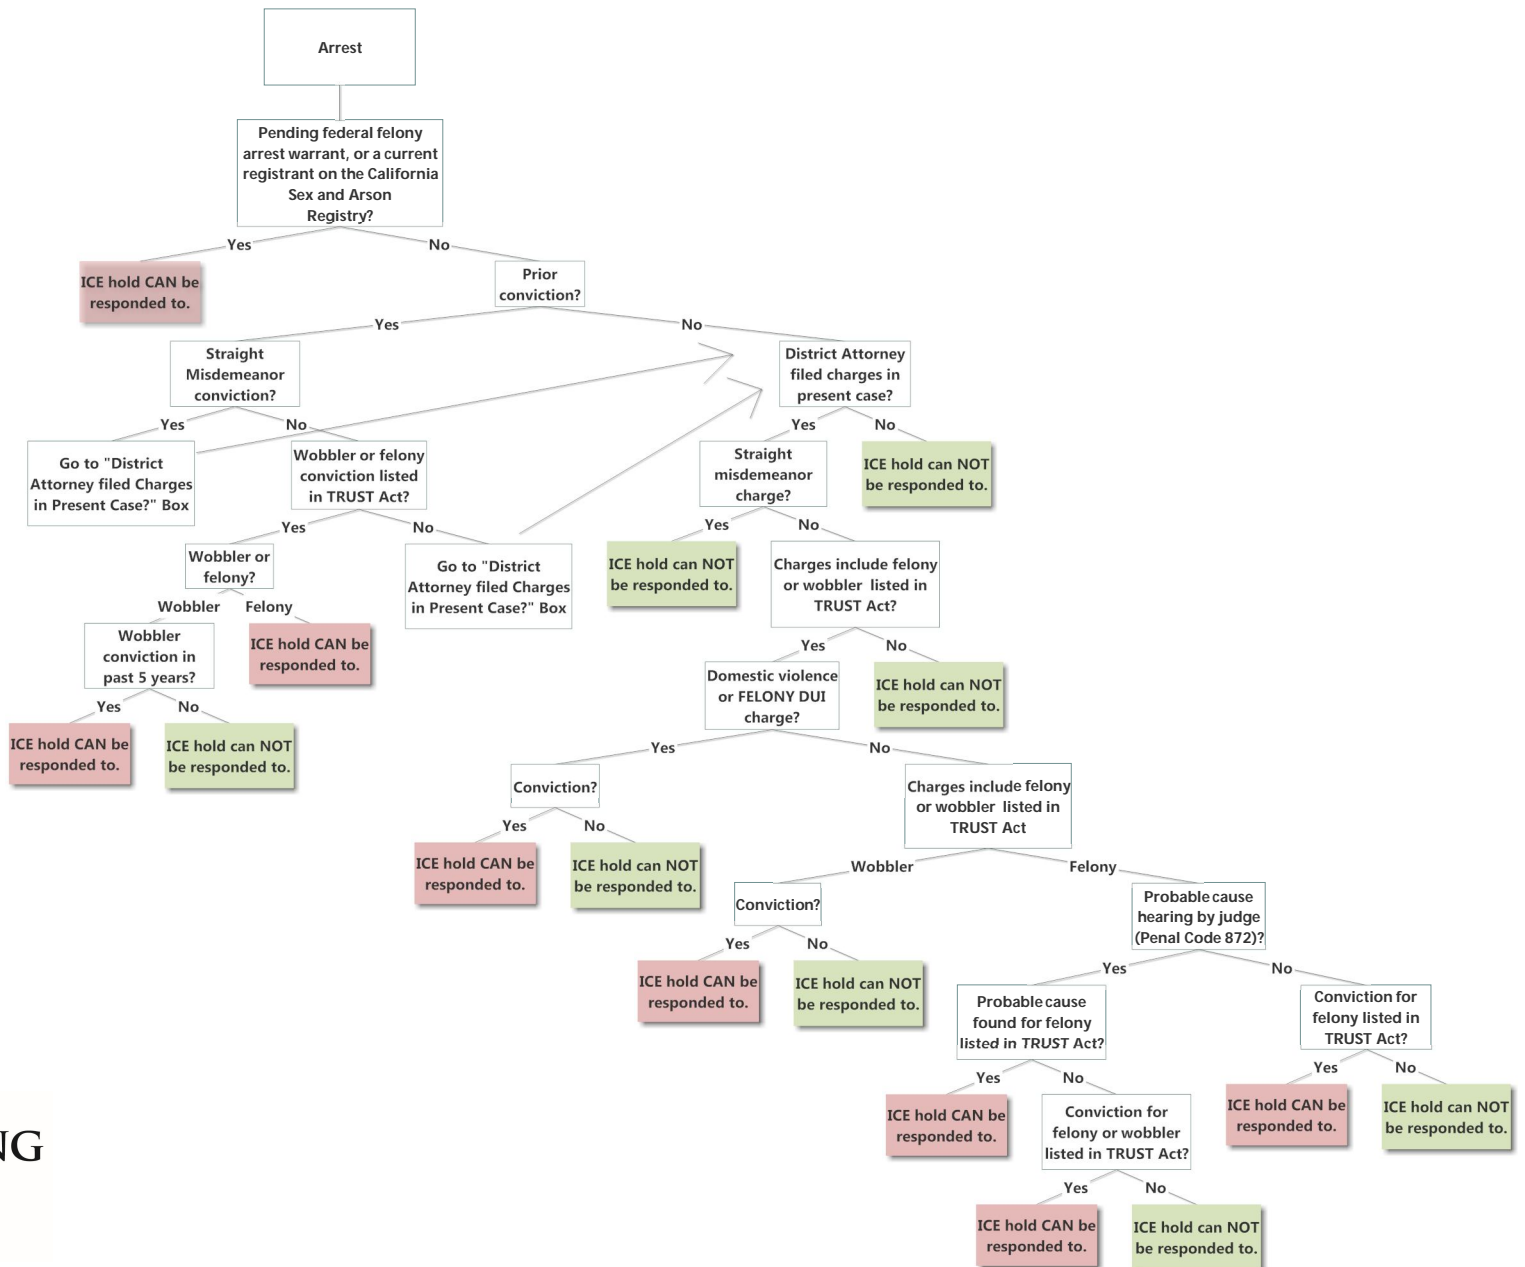 Arrest
Pending federal felony
arrest warrant, or a current
registrant on the California
Sex and Arson
Registry?
Yes
No
ICE hold CAN be
responded to.
Prior
conviction?
Yes
No
Straight
Misdemeanor
conviction?
District Attorney
filed charges in
present case?
Yes
No
Yes
No
Go to "District
Attorney filed Charges
in Present Case?" Box
Wobbler or felony
conviction listed
in TRUST Act?
Straight
misdemeanor
charge?
ICE hold can NOT
be responded to.
Yes
No
Yes
No
Wobbler or
felony?
Go to "District
Attorney filed Charges
in Present Case?" Box
ICE hold can NOT
be responded to.
Charges include felony
or wobbler listed in
TRUST Act?
Wobbler
Felony
Wobbler
conviction in
past 5 years?
ICE hold CAN be
responded to.
Yes
No
Domestic violence
or FELONY DUI
charge?
ICE hold can NOT
be responded to.
Yes
No
ICE hold CAN be
responded to.
ICE hold can NOT
be responded to.
Yes
No
Conviction?
Charges include felony
or wobbler listed in
TRUST Act
Yes
No
ICE hold CAN be
responded to.
ICE hold can NOT
be responded to.
Wobbler
Felony
Conviction?
Probable cause
hearing by judge
(Penal Code 872)?
Yes
No
Yes
No
ICE hold CAN be
responded to.
ICE hold can NOT
be responded to.
Probable cause
found for felony
listed in TRUST Act?
Conviction for
felony listed in
TRUST Act?
Yes
No
Yes
No
ICE hold CAN be
responded to.
Conviction for
felony or wobbler
listed in TRUST Act?
ICE hold CAN be
responded to.
ICE hold can NOT
be responded to.
Yes
No
ICE hold CAN be
responded to.
ICE hold can NOT
be responded to.